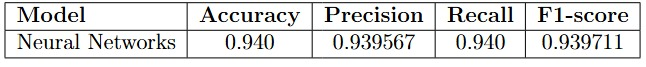 Model Accuracy Precision Recall F1-score
Neural Networks 0.940 0.939567 0.940 0.939711